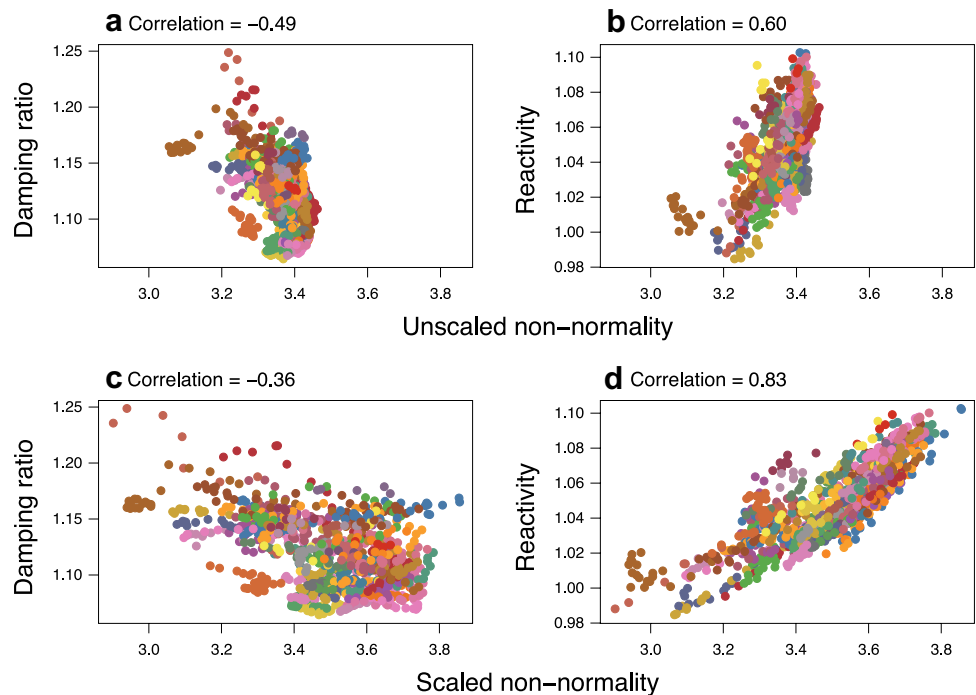 a Correlation = −0.49
b Correlation = 0.60
Damping ratio
1.25
1.20
1.15
1.10
3.0 3.2 3.4 3.6 3.8
Reactivity
1.10
1.08
1.06
1.04
1.02
1.00
0.98
3.0 3.2 3.4 3.6 3.8
Unscaled non−normality
c Correlation = −0.36
d Correlation = 0.83
Damping ratio
1.25
1.20
1.15
1.10
3.0 3.2 3.4 3.6 3.8
Reactivity
1.10
1.08
1.06
1.04
1.02
1.00
0.98
3.0 3.2 3.4 3.6 3.8
Scaled non−normality